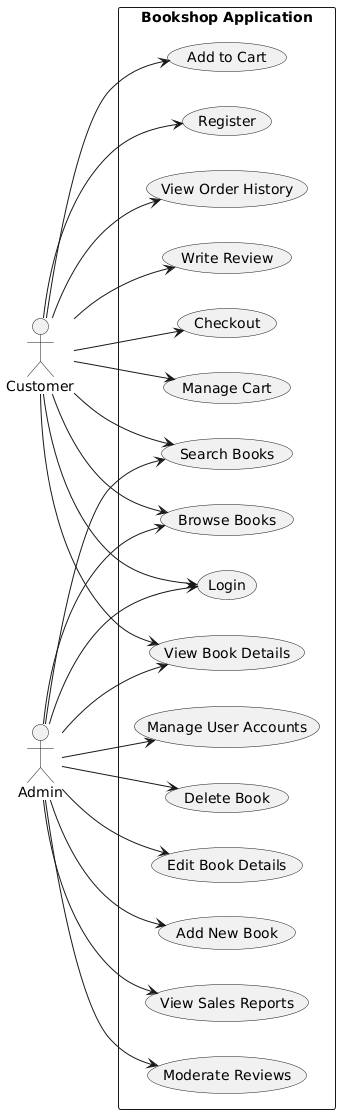 Bookshop Application
Add to Cart
Register
View Order History
Write Review
Checkout
Manage Cart
Customer
Search Books
Browse Books
Login
View Book Details
Manage User Accounts
Admin
Delete Book
Edit Book Details
Add New Book
View Sales Reports
Moderate Reviews